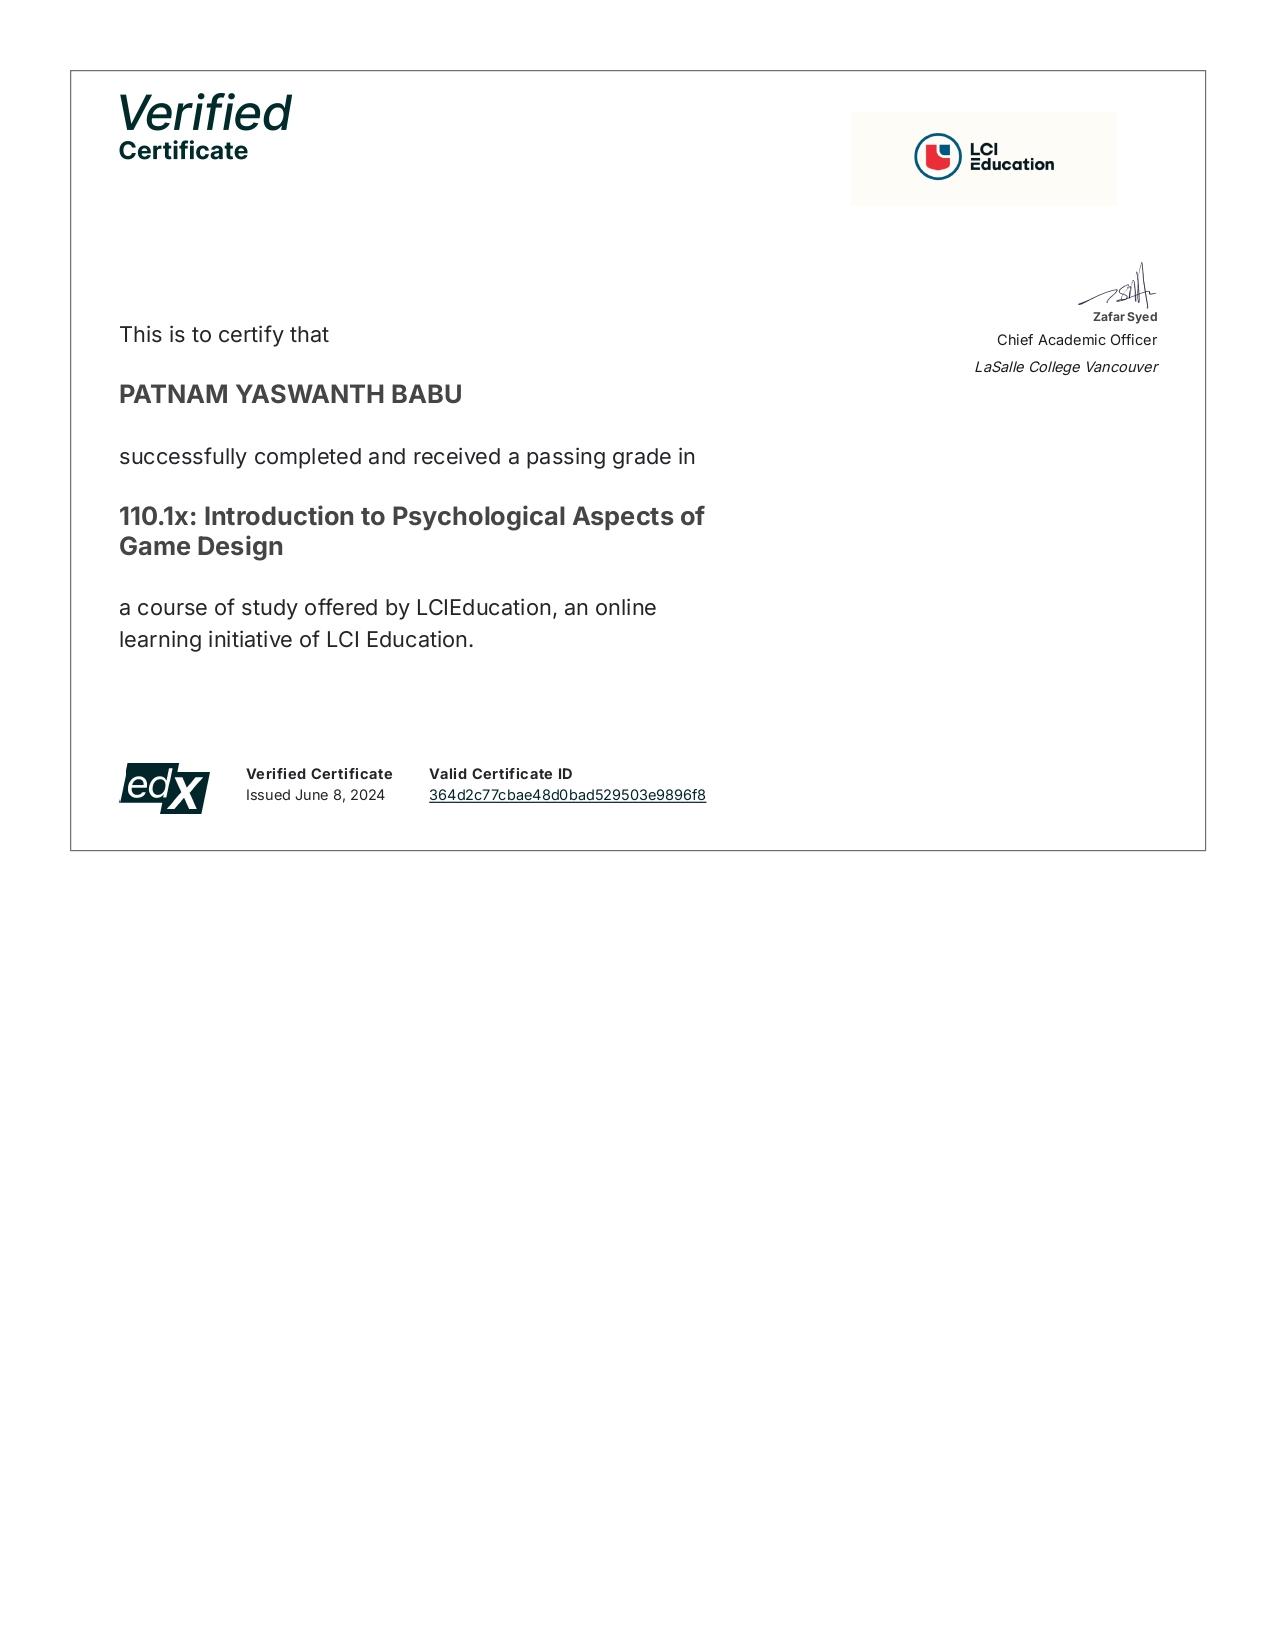 Verified
Certificate
LCI
Education
Zafar Syed
Chief Academic Officer
LaSalle College Vancouver
This is to certify that
PATNAM YASWANTH BABU
successfully completed and received a passing grade in
110.1x: Introduction to Psychological Aspects of
Game Design
a course of study offered by LCIEducation, an online
learning initiative of LCI Education.
edX
Verified Certificate
Issued June 8, 2024
Valid Certificate ID
364d2c77cbae48d0bad529503e9896f8